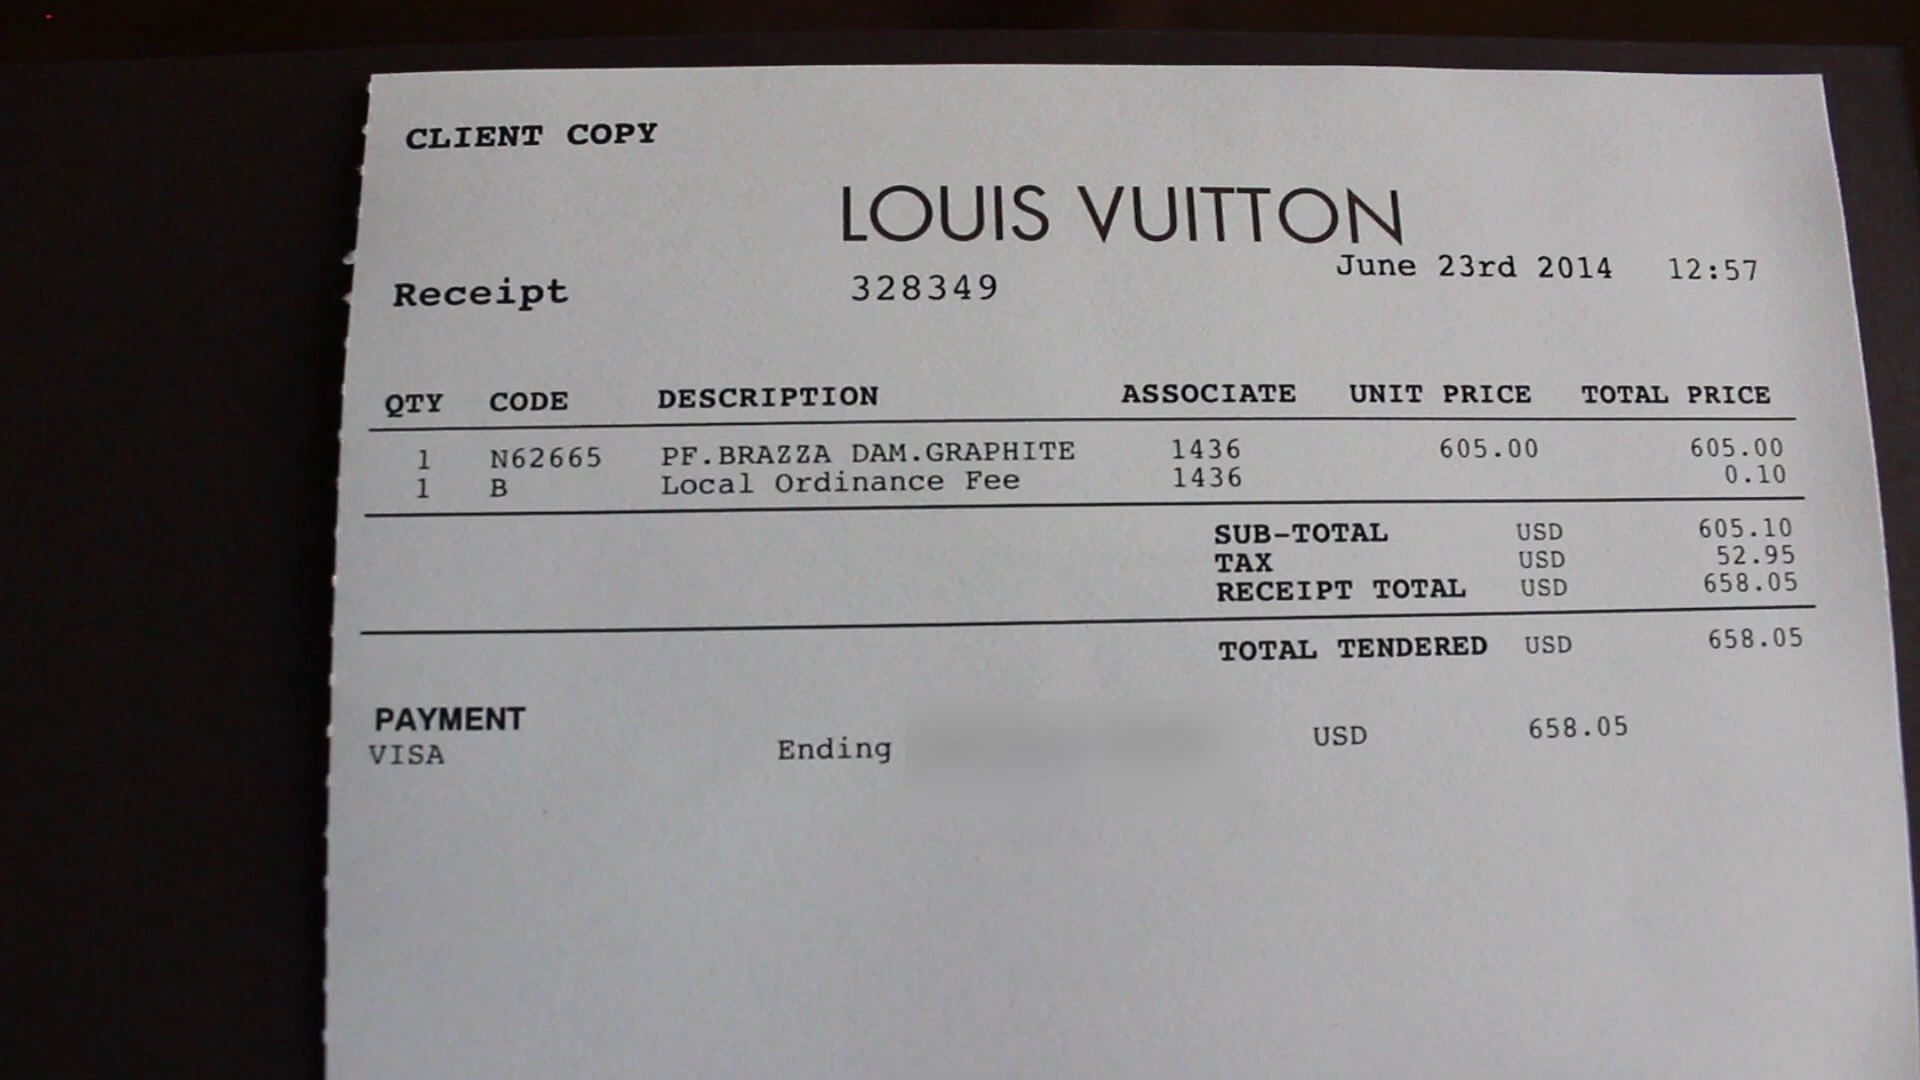 CLIENT COPY
LOUIS VUITTON
June 23rd 2014 12:57
Receipt 328349
QTY CODE DESCRIPTION ASSOCIATE UNIT PRICE TOTAL PRICE
1 N62665 PF.BRAZZA DAM.GRAPHITE 1436 605.00 605.00
1 B Local Ordinance Fee 1436 0.10
SUB-TOTAL USD 605.10
TAX USD 52.95
RECEIPT TOTAL USD 658.05
TOTAL TENDERED USD 658.05
PAYMENT
VISA Ending USD 658.05